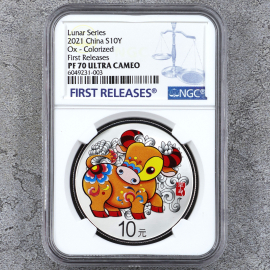 Lunar Series
2021 China S10Y
Ox - Colorized
First Releases
PF 70 ULTRA CAMEO
6049231-003
FIRST RELEASES®
NGC
10元